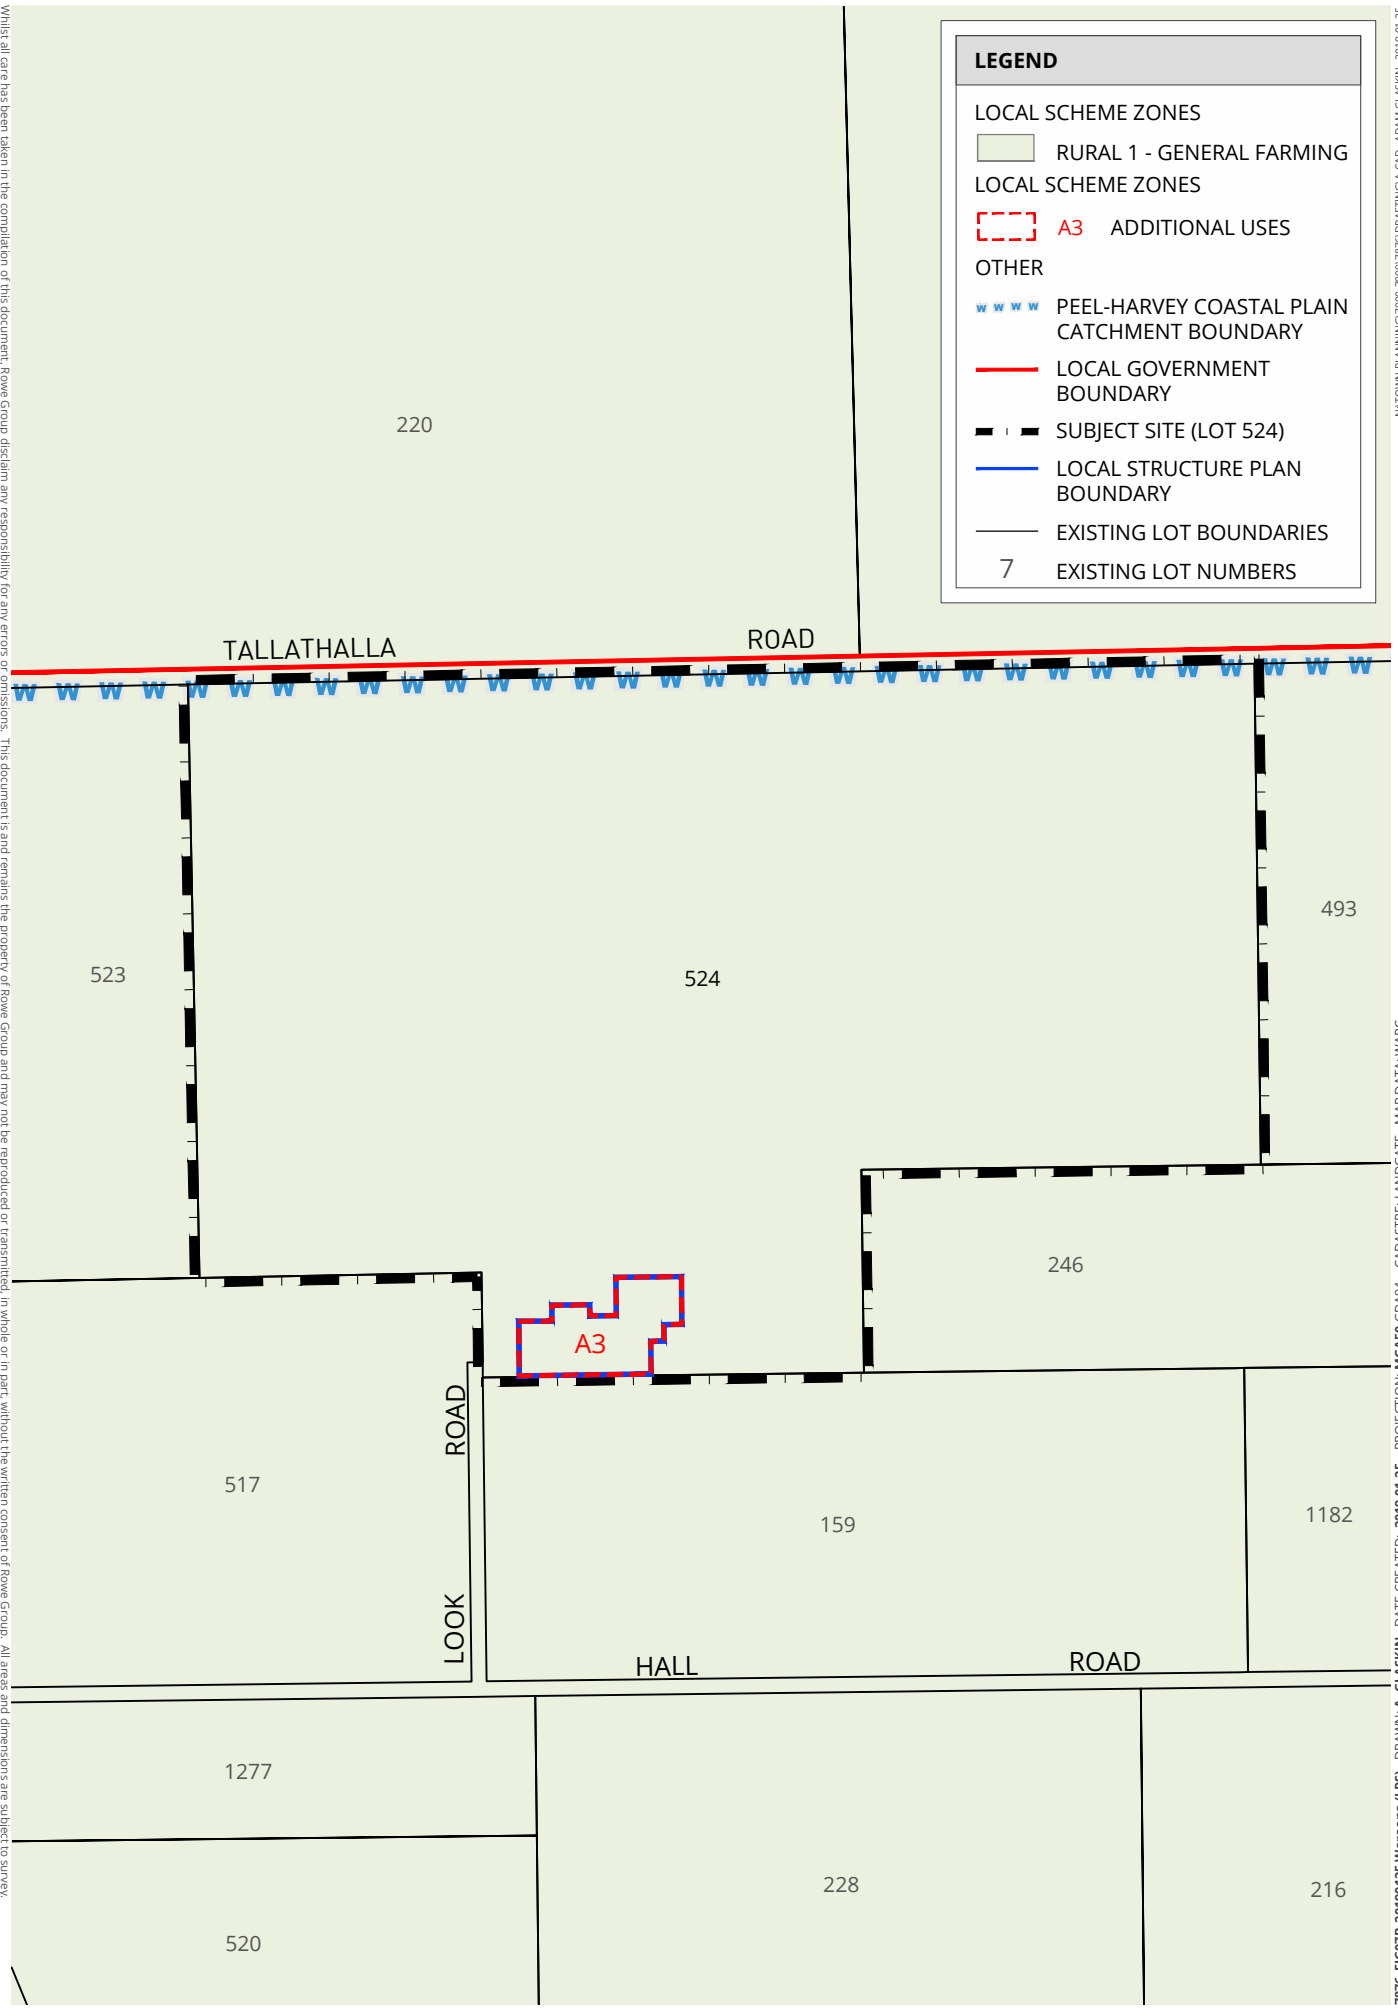 LEGEND
LOCAL SCHEME ZONES
RURAL 1 - GENERAL FARMING
LOCAL SCHEME ZONES
A3 ADDITIONAL USES
OTHER
W W W W PEEL-HARVEY COASTAL PLAIN
CATCHMENT BOUNDARY
LOCAL GOVERNMENT
BOUNDARY
SUBJECT SITE (LOT 524)
LOCAL STRUCTURE PLAN
BOUNDARY
EXISTING LOT BOUNDARIES
7 EXISTING LOT NUMBERS
220
TALLATHALLA ROAD
W W W W W W W W W W W W W W W W W W W W W W W W W W W W W W W W
493
523
524
246
A3
ROAD
517
159
1182
LOOK
HALL ROAD
1277
228
216
520
Whilst all care has been taken in the compilation of this document, Rowe Group disclaim any responsibility for any errors or omissions. This document is and remains the property of Rowe Group and may not be reproduced or transmitted, in whole or in part, without the written consent of Rowe Group. All areas and dimensions are subject to survey.